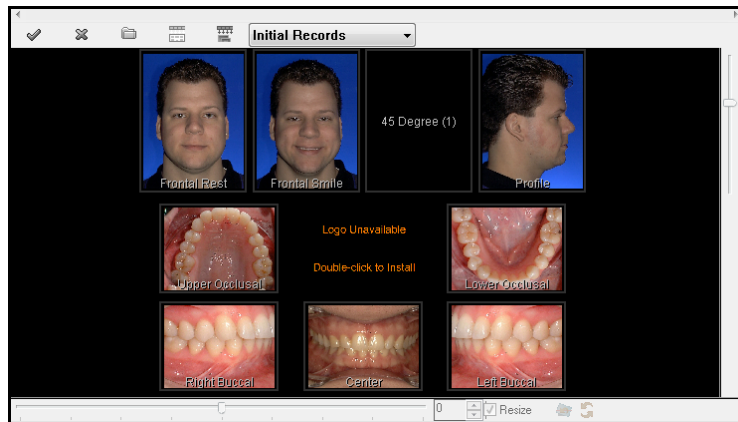 Initial Records
45 Degree (1)
Frontal Rest
Frontal Smile
Profile
Logo Unavailable
Double-click to Install
Upper Occlusal
Lower Occlusal
Right Buccal
Center
Left Buccal
0
Resize